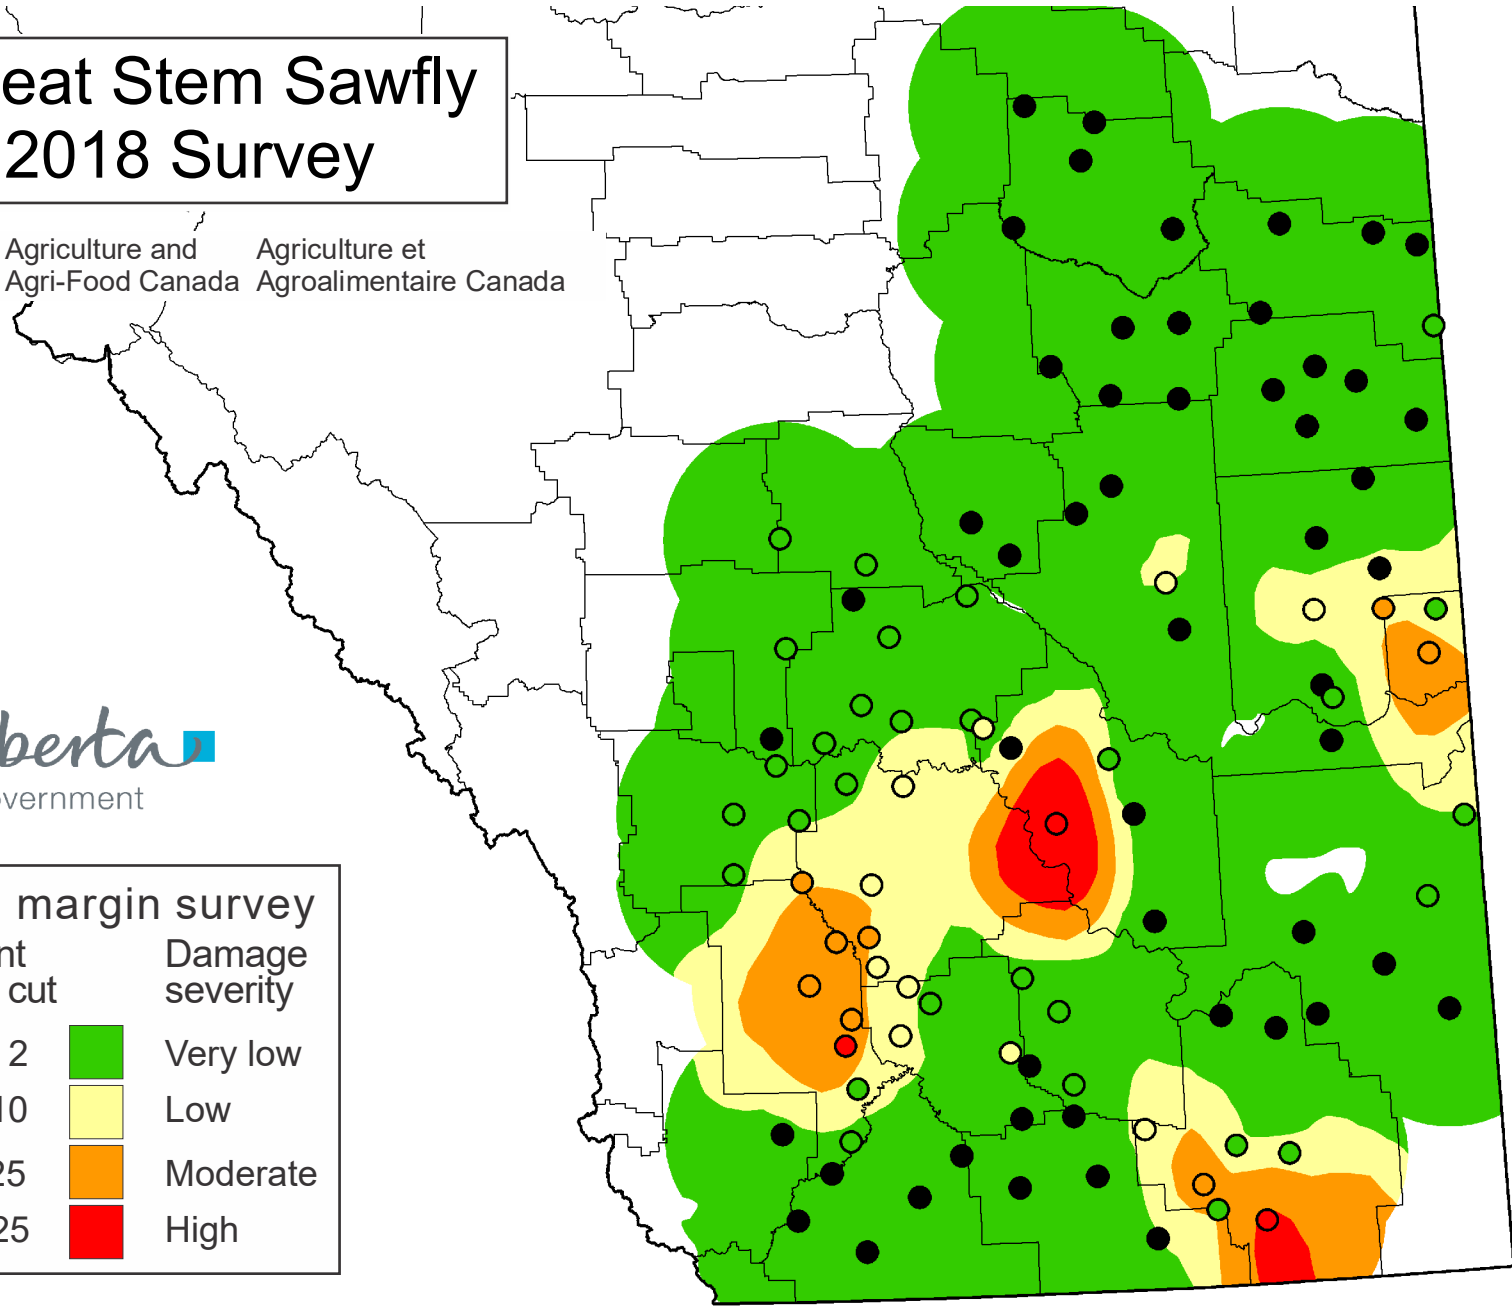 eat Stem Sawfly
2018 Survey
Agriculture and
Agri-Food Canada
Agriculture et
Agroalimentaire Canada
berta
vernment
margin survey
nt
cut
Damage
severity
2
Very low
10
Low
25
Moderate
25
High